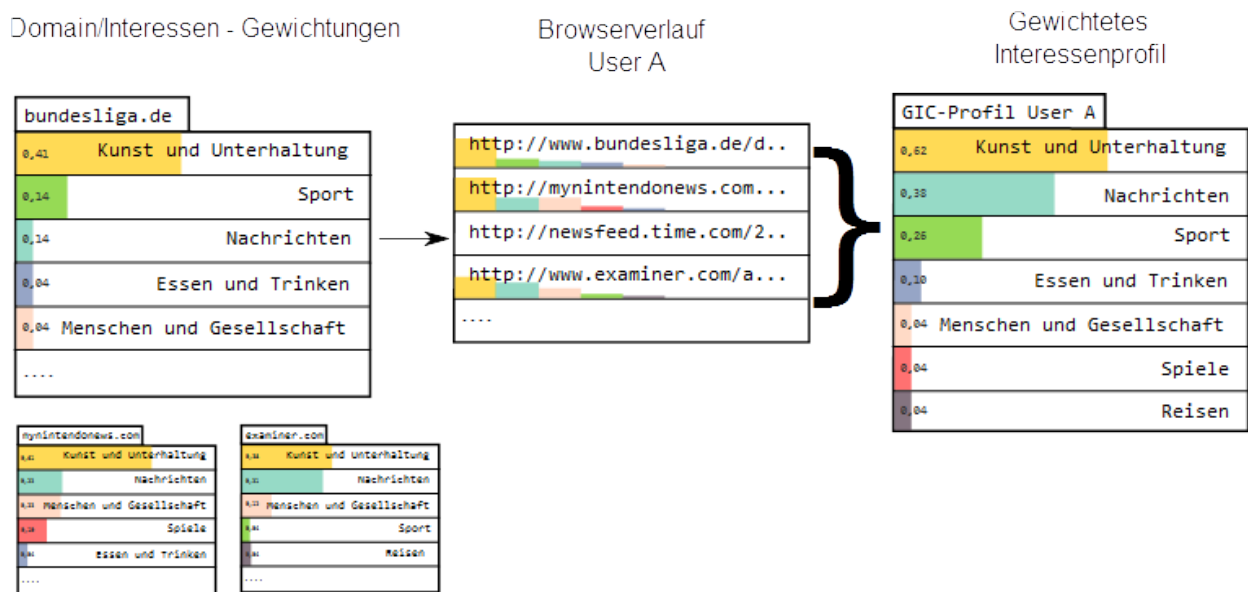 Domain/Interessen - Gewichtungen
bundesliga.de
0,41 Kunst und Unterhaltung
0,14 Sport
0,14 Nachrichten
0,04 Essen und Trinken
0,04 Menschen und Gesellschaft
....
mynintendonews.com
Kunst und Unterhaltung
Nachrichten
Menschen und Gesellschaft
Spiele
Essen und Trinken
....
examiner.com
Kunst und Unterhaltung
Nachrichten
Menschen und Gesellschaft
Sport
Reisen
....
Browserverlauf
User A
http://www.bundesliga.de/d..
http://mynintendonews.com...
http://newsfeed.time.com/2..
http://www.examiner.com/a...
....
Gewichtetes
Interessenprofil
GIC-Profil User A
0,62 Kunst und Unterhaltung
0,38 Nachrichten
0,26 Sport
0,10 Essen und Trinken
0,04 Menschen und Gesellschaft
0,04 Spiele
0,04 Reisen